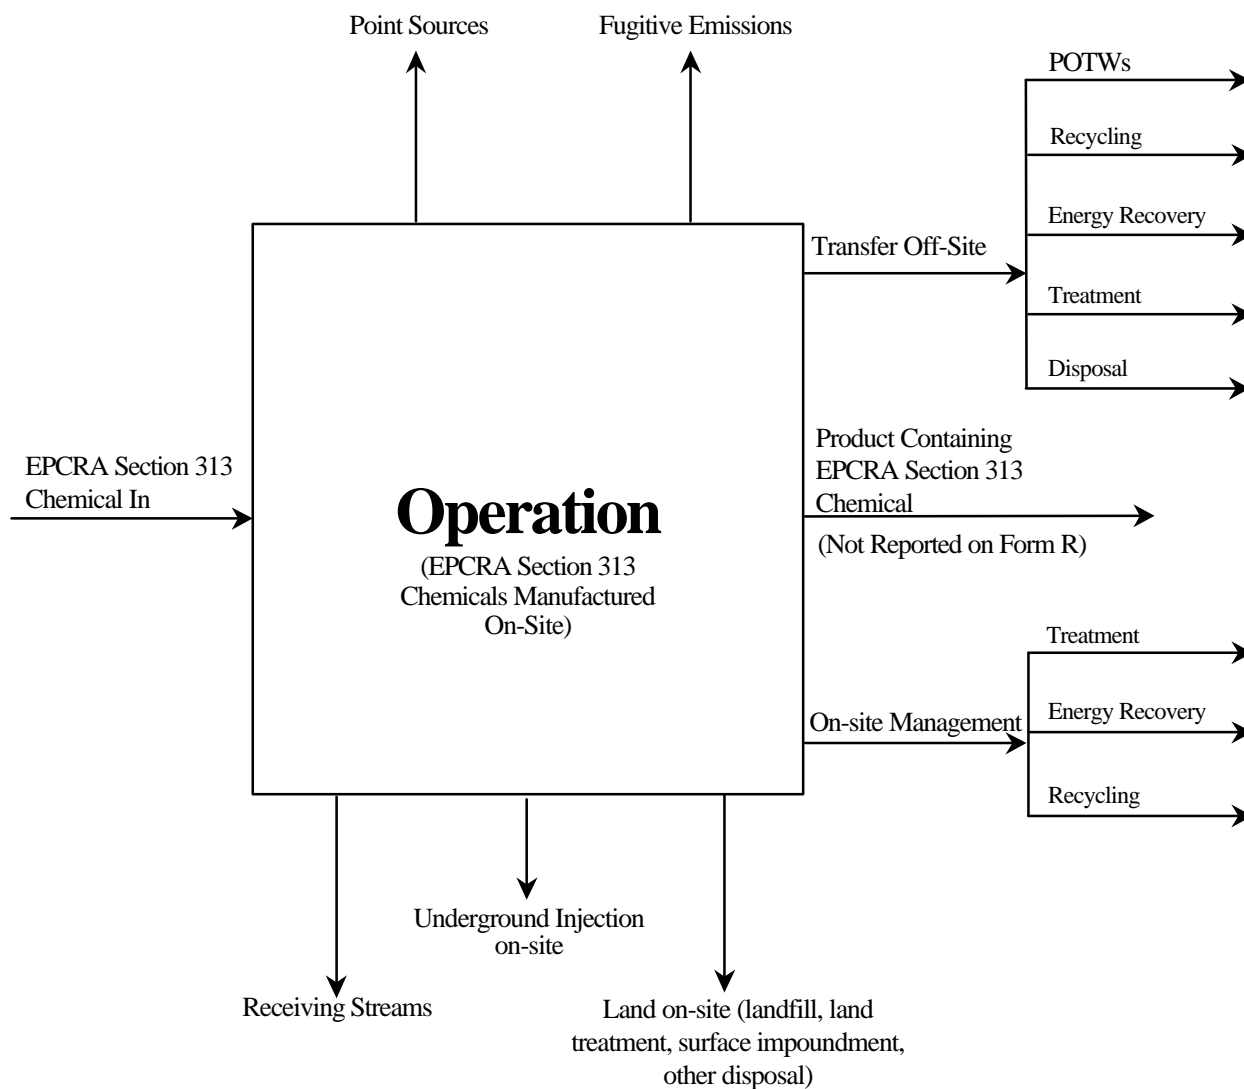 Point Sources
Fugitive Emissions
POTWs
Recycling
Energy Recovery
Transfer Off-Site
Treatment
Disposal
Product Containing
EPCRA Section 313
Chemical
(Not Reported on Form R)
EPCRA Section 313
Chemical In
Operation
(EPCRA Section 313
Chemicals Manufactured
On-Site)
Treatment
On-site Management
Energy Recovery
Recycling
Underground Injection
on-site
Receiving Streams
Land on-site (landfill, land
treatment, surface impoundment,
other disposal)